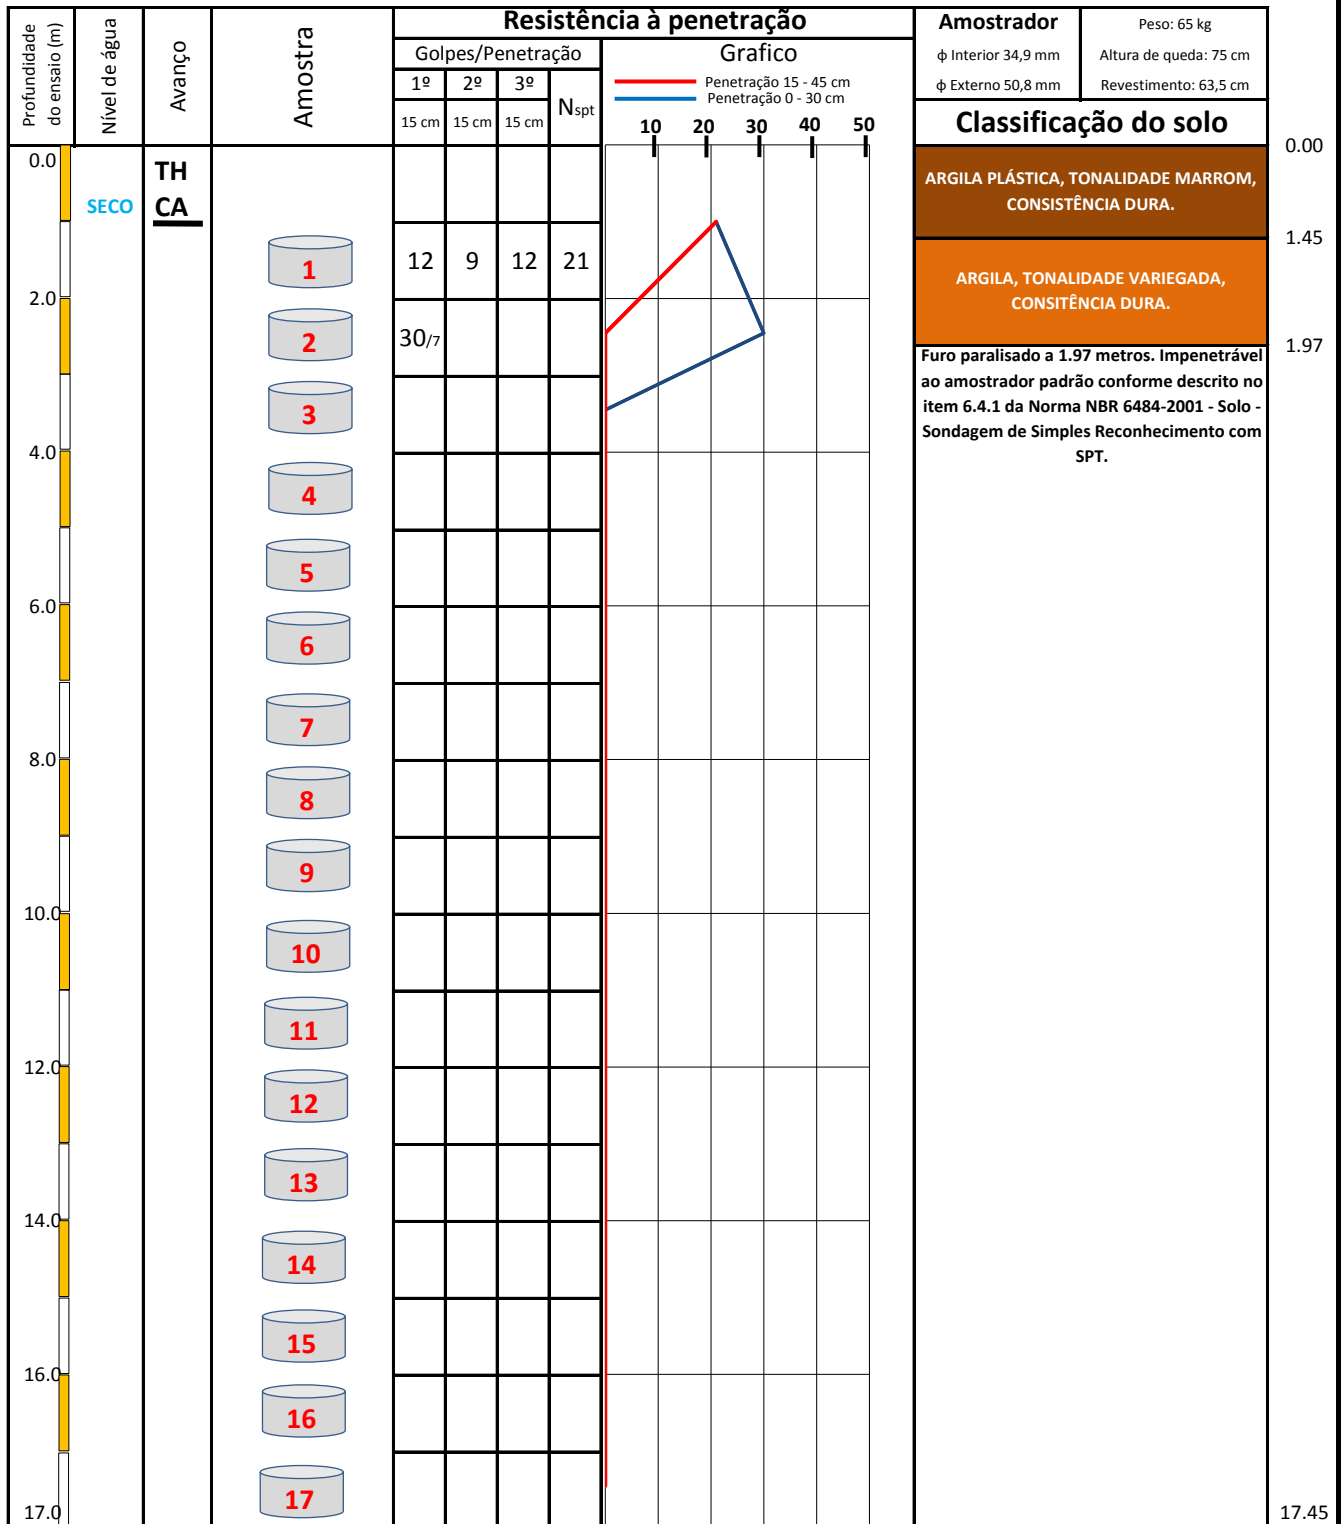 Profundidade
do ensaio (m)
Nível de água
Avanço
Amostra
Resistência à penetração
Golpes/Penetração
1º
2º
3º
Nspt
15 cm
15 cm
15 cm
Grafico
Penetração 15 - 45 cm
Penetração 0 - 30 cm
10
20
30
40
50
Amostrador
ɸ Interior 34,9 mm
ɸ Externo 50,8 mm
Peso: 65 kg
Altura de queda: 75 cm
Revestimento: 63,5 cm
Classificação do solo
0.0
SECO
TH
CA
ARGILA PLÁSTICA, TONALIDADE MARROM,
CONSISTÊNCIA DURA.
0.00
1.45
1
12
9
12
21
ARGILA, TONALIDADE VARIEGADA,
CONSITÊNCIA DURA.
2.0
2
30/7
1.97
Furo paralisado a 1.97 metros. Impenetrável
ao amostrador padrão conforme descrito no
item 6.4.1 da Norma NBR 6484-2001 - Solo -
Sondagem de Simples Reconhecimento com
SPT.
3
4.0
4
5
6.0
6
7
8.0
8
9
10.0
10
11
12.0
12
13
14.0
14
15
16.0
16
17
17.0
17.45